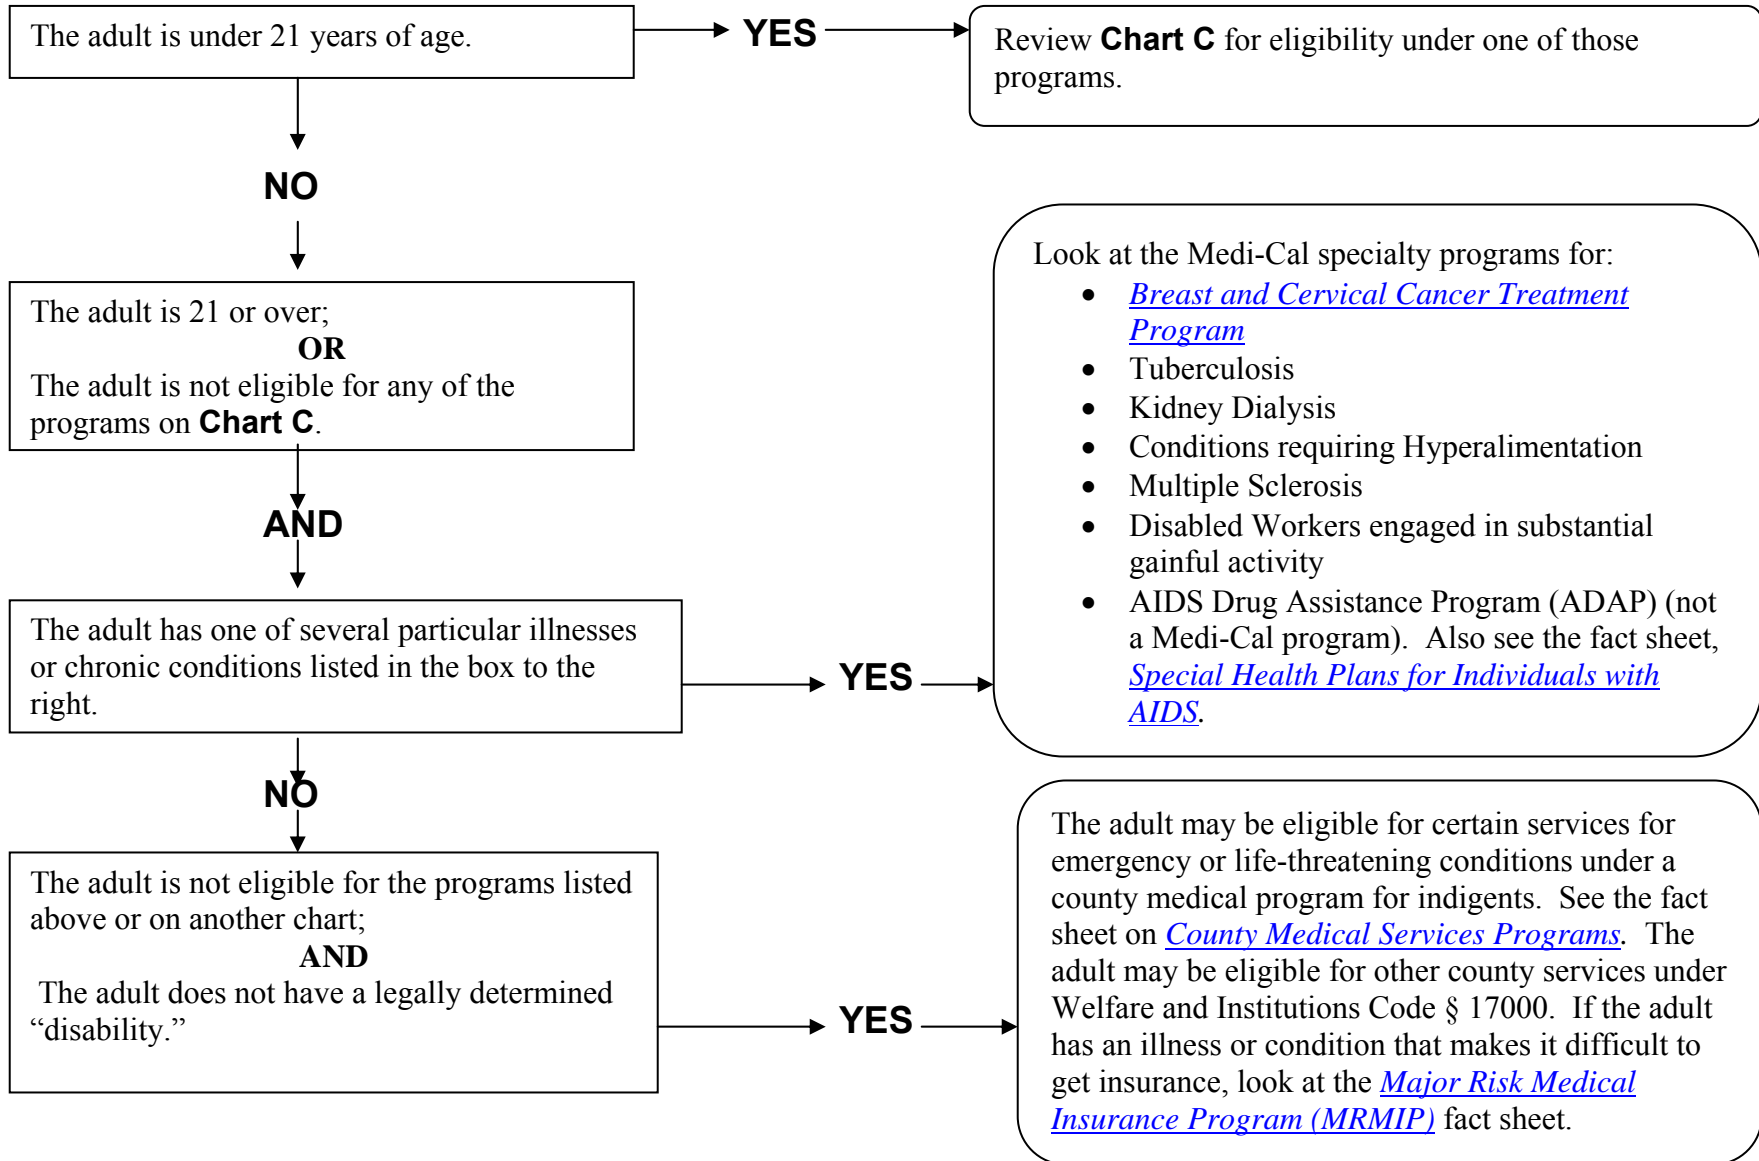 The adult is under 21 years of age.
YES
Review Chart C for eligibility under one of those
programs.
NO
The adult is 21 or over;
OR
The adult is not eligible for any of the
programs on Chart C.
AND
The adult has one of several particular illnesses
or chronic conditions listed in the box to the
right.
YES
Look at the Medi-Cal specialty programs for:
• Breast and Cervical Cancer Treatment
Program
• Tuberculosis
• Kidney Dialysis
• Conditions requiring Hyperalimentation
• Multiple Sclerosis
• Disabled Workers engaged in substantial
gainful activity
• AIDS Drug Assistance Program (ADAP) (not
a Medi-Cal program).  Also see the fact sheet,
Special Health Plans for Individuals with
AIDS.
NO
The adult is not eligible for the programs listed
above or on another chart;
AND
The adult does not have a legally determined
“disability.”
YES
The adult may be eligible for certain services for
emergency or life-threatening conditions under a
county medical program for indigents.  See the fact
sheet on County Medical Services Programs.  The
adult may be eligible for other county services under
Welfare and Institutions Code § 17000.  If the adult
has an illness or condition that makes it difficult to
get insurance, look at the Major Risk Medical
Insurance Program (MRMIP) fact sheet.